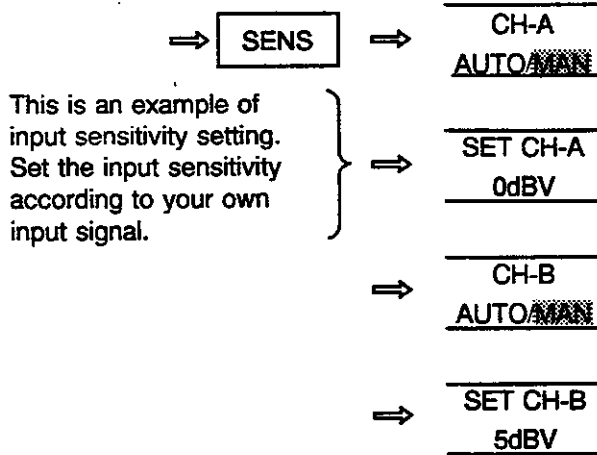 SENS
CH-A
AUTO/MAN
This is an example of
input sensitivity setting.
Set the input sensitivity
according to your own
input signal.
SET CH-A
0dBV
CH-B
AUTO/MAN
SET CH-B
5dBV